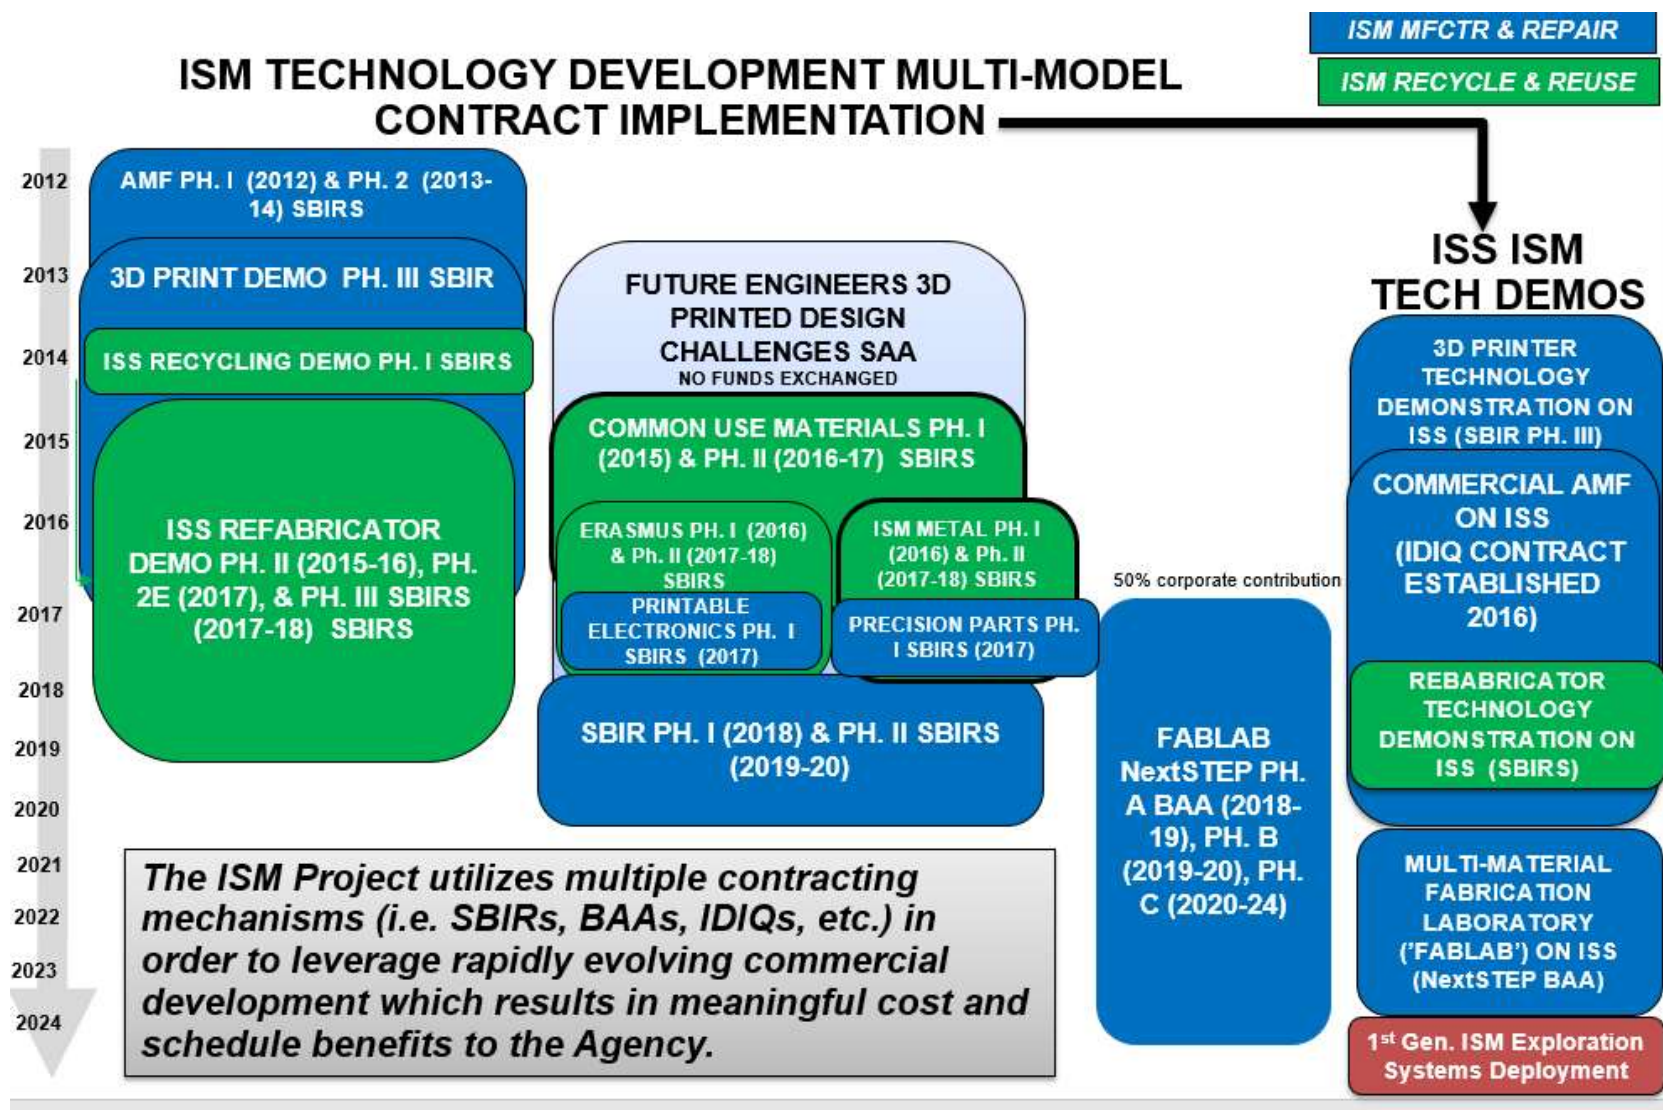 ISM MFCTR & REPAIR
ISM RECYCLE & REUSE
ISM TECHNOLOGY DEVELOPMENT MULTI-MODEL
CONTRACT IMPLEMENTATION
2012
2013
2014
2015
2016
2017
2018
2019
2020
2021
2022
2023
2024
AMF PH. I (2012) & PH. 2 (2013-
14) SBIRS
3D PRINT DEMO PH. III SBIR
ISS RECYCLING DEMO PH. I SBIRS
ISS REFABRICATOR
DEMO PH. II (2015-16), PH.
2E (2017), & PH. III SBIRS
(2017-18) SBIRS
FUTURE ENGINEERS 3D
PRINTED DESIGN
CHALLENGES SAA
NO FUNDS EXCHANGED
COMMON USE MATERIALS PH. I
(2015) & PH. II (2016-17) SBIRS
ERASMUS PH. I (2016)
& Ph. II (2017-18)
SBIRS
PRINTABLE
ELECTRONICS PH. I
SBIRS (2017)
ISM METAL PH. I
(2016) & Ph. II
(2017-18) SBIRS
PRECISION PARTS PH.
I SBIRS (2017)
SBIR PH. I (2018) & PH. II SBIRS
(2019-20)
50% corporate contribution
FABLAB
NextSTEP PH.
A BAA (2018-
19), PH. B
(2019-20), PH.
C (2020-24)
ISS ISM
TECH DEMOS
3D PRINTER
TECHNOLOGY
DEMONSTRATION ON
ISS (SBIR PH. III)
COMMERCIAL AMF
ON ISS
(IDIQ CONTRACT
ESTABLISHED
2016)
REBABRICATOR
TECHNOLOGY
DEMONSTRATION ON
ISS (SBIRS)
MULTI-MATERIAL
FABRICATION
LABORATORY
('FABLAB') ON ISS
(NextSTEP BAA)
1st Gen. ISM Exploration
Systems Deployment
The ISM Project utilizes multiple contracting
mechanisms (i.e. SBIRs, BAAs, IDIQs, etc.) in
order to leverage rapidly evolving commercial
development which results in meaningful cost and
schedule benefits to the Agency.